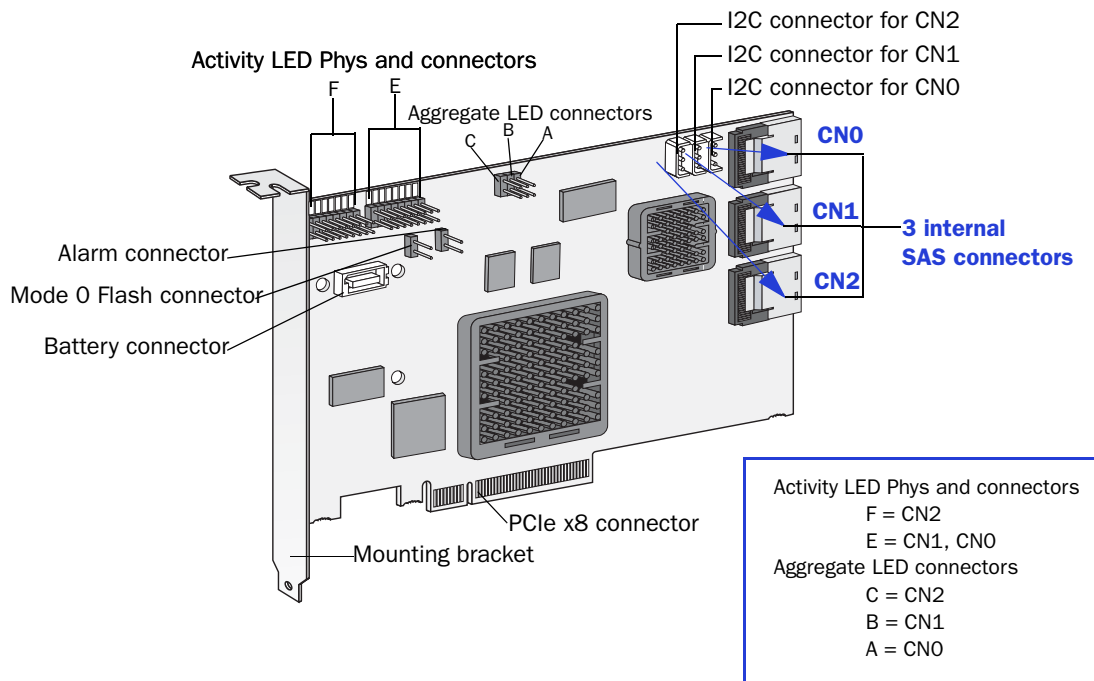 I2C connector for CN2
I2C connector for CN1
I2C connector for CN0
Activity LED Phys and connectors
F
E
Aggregate LED connectors
C
B
A
CN0
CN1
CN2
3 internal
SAS connectors
Alarm connector
Mode 0 Flash connector
Battery connector
PCIe x8 connector
Mounting bracket
Activity LED Phys and connectors
F = CN2
E = CN1, CN0
Aggregate LED connectors
C = CN2
B = CN1
A = CN0